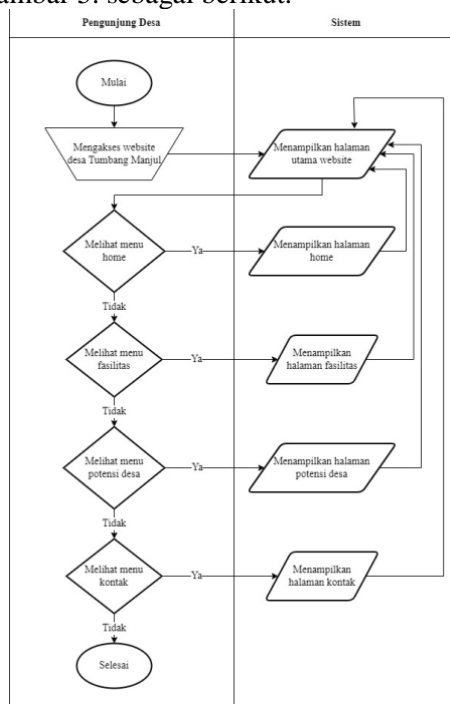 ambar 3. sebagai berikut.
Pengunjung Desa
Sistem
Mulai
Mengakses website
desa Tumbang Manjul
Menampilkan halaman
utama website
Melihat menu
home
Ya
Menampilkan halaman
home
Tidak
Melihat menu
fasilitas
Ya
Menampilkan
halaman fasilitas
Tidak
Melihat menu
potensi desa
Ya
Menampilkan halaman
potensi desa
Tidak
Melihat menu
kontak
Ya
Menampilkan
halaman kontak
Tidak
Selesai